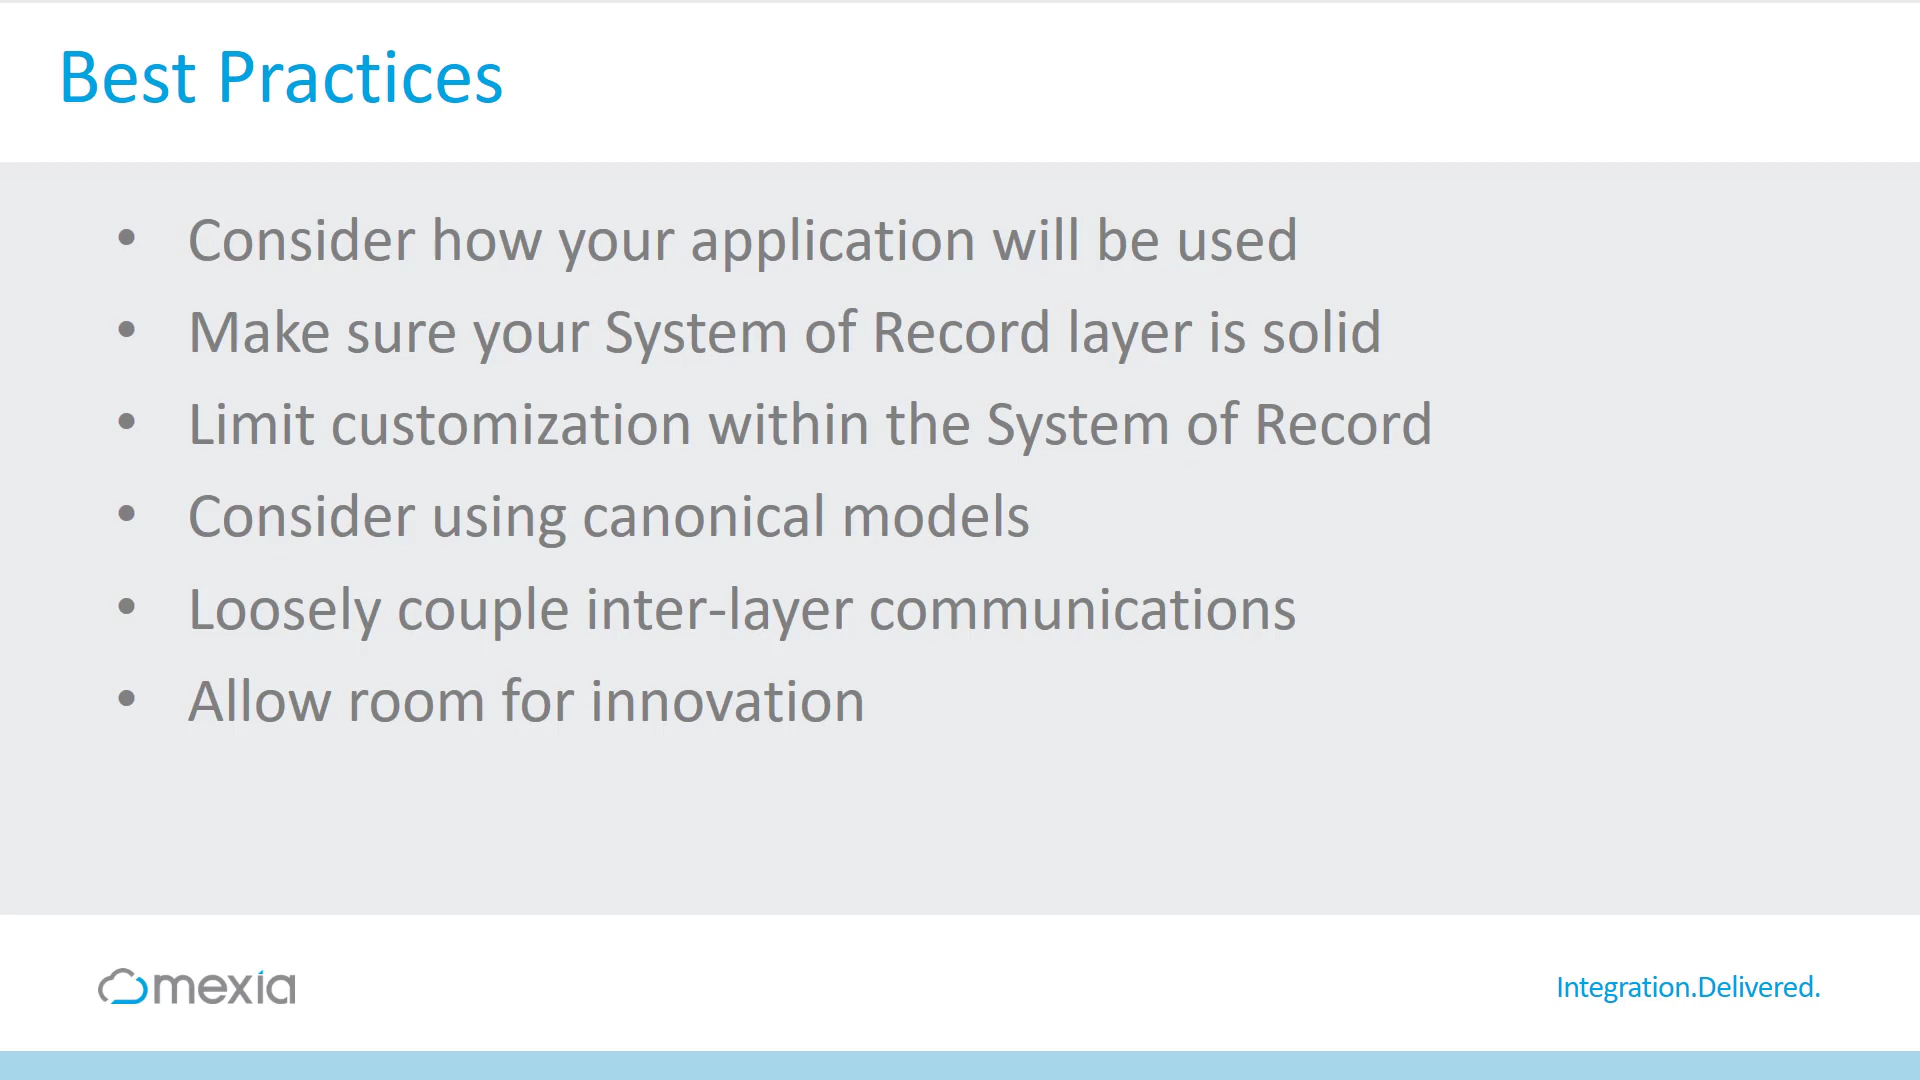 Best Practices
• Consider how your application will be used
• Make sure your System of Record layer is solid
• Limit customization within the System of Record
• Consider using canonical models
• Loosely couple inter-layer communications
• Allow room for innovation
mexia
Integration.Delivered.